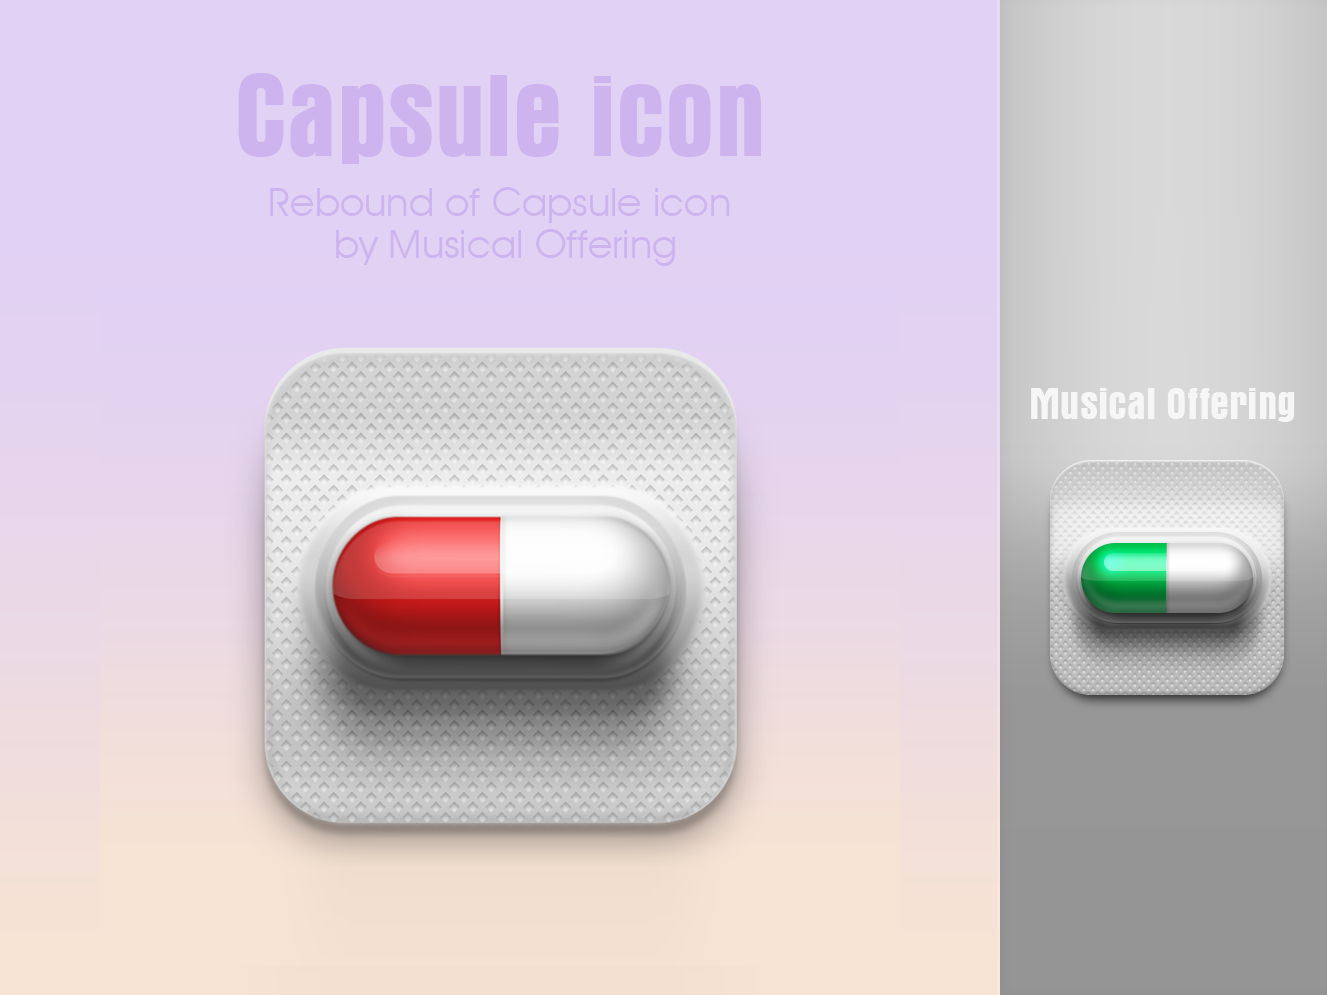 Capsule icon
Rebound of Capsule icon
by Musical Offering
Musical Offering